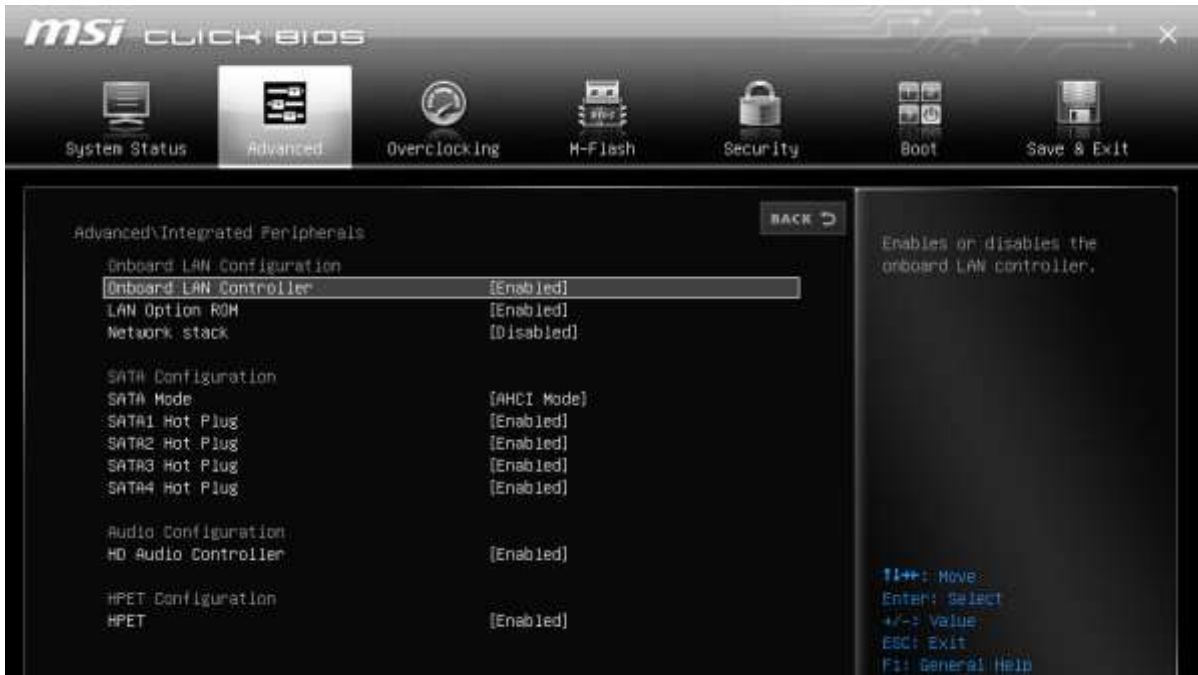 msi CLICK BIOS
System Status Advanced Overclocking M-Flash Security Boot Save & Exit
BACK
Advanced\Integrated Peripherals
Onboard LAN Configuration
Onboard LAN Controller [Enabled]
LAN Option ROM [Enabled]
Network stack [Disabled]
SATA Configuration
SATA Mode [AHCI Mode]
SATA1 Hot Plug [Enabled]
SATA2 Hot Plug [Enabled]
SATA3 Hot Plug [Enabled]
SATA4 Hot Plug [Enabled]
Audio Configuration
HD Audio Controller [Enabled]
HPET Configuration
HPET [Enabled]
Enables or disables the
onboard LAN controller.
↑↓→←: Move
Enter: Select
+/-: Value
ESC: Exit
F1: General Help